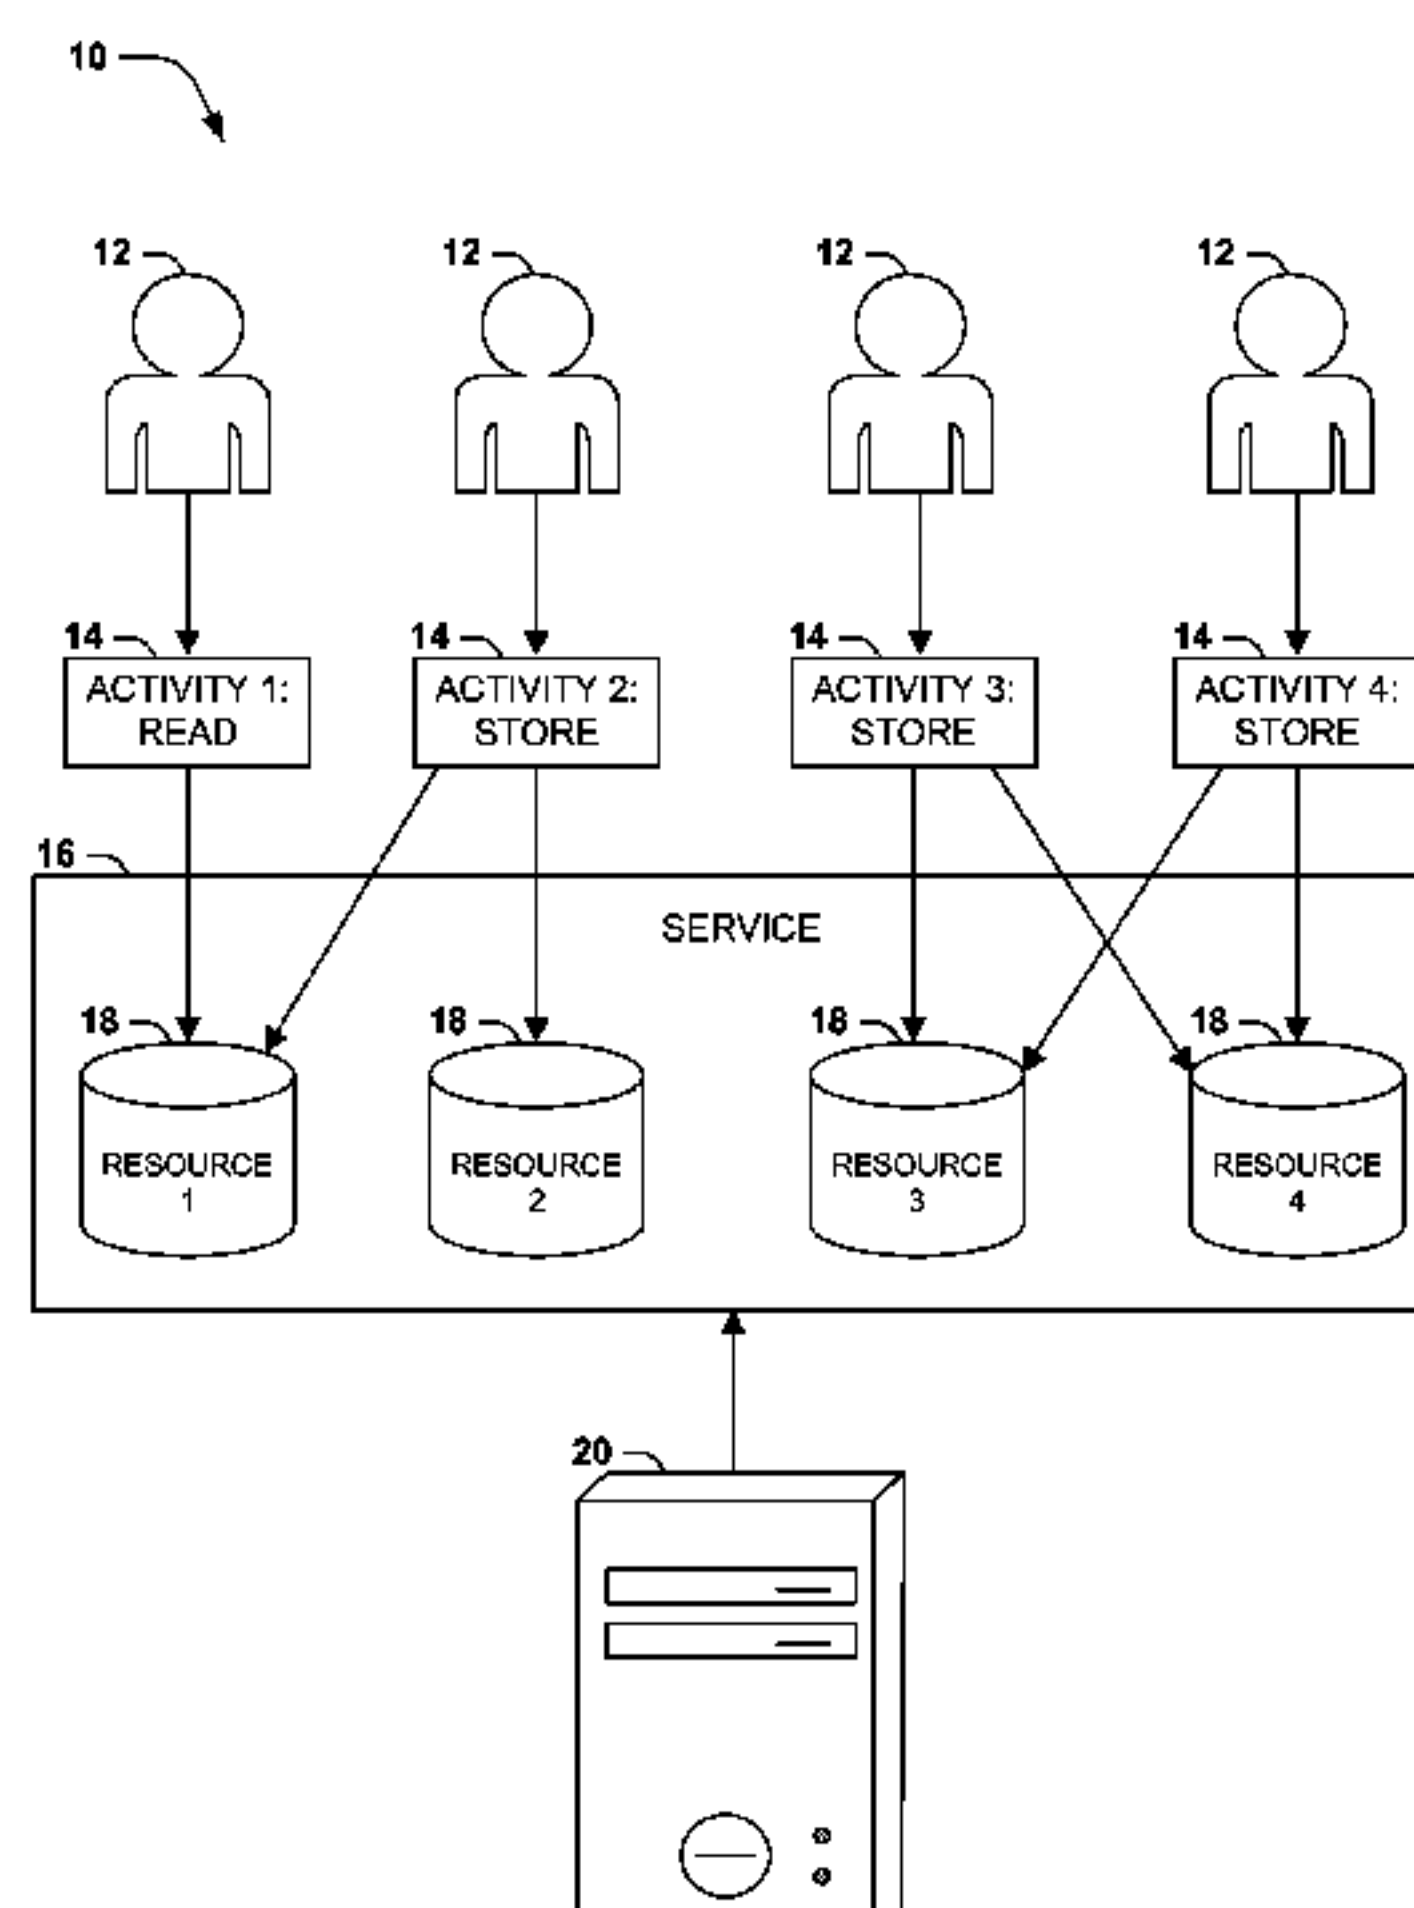 10
12 12 12 12
14 14 14 14
ACTIVITY 1: ACTIVITY 2: ACTIVITY 3: ACTIVITY 4:
READ STORE STORE STORE
16
SERVICE
18 18 18 18
RESOURCE RESOURCE RESOURCE RESOURCE
1 2 3 4
20